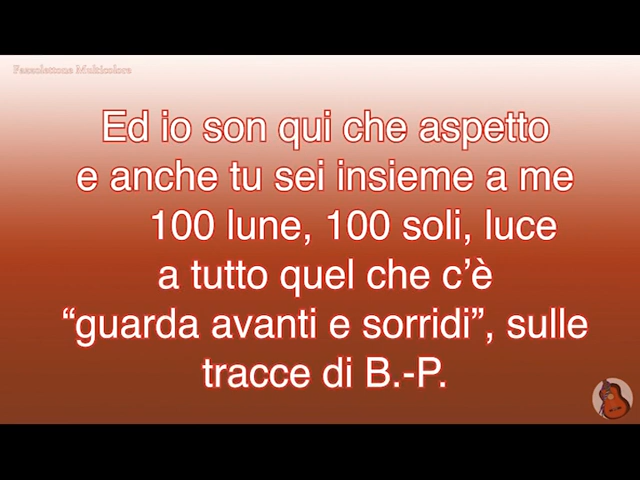 Fazzolettone Multicolore
Ed io son qui che aspetto
e anche tu sei insieme a me
100 lune, 100 soli, luce
a tutto quel che c’è
“guarda avanti e sorridi”, sulle
tracce di B.-P.